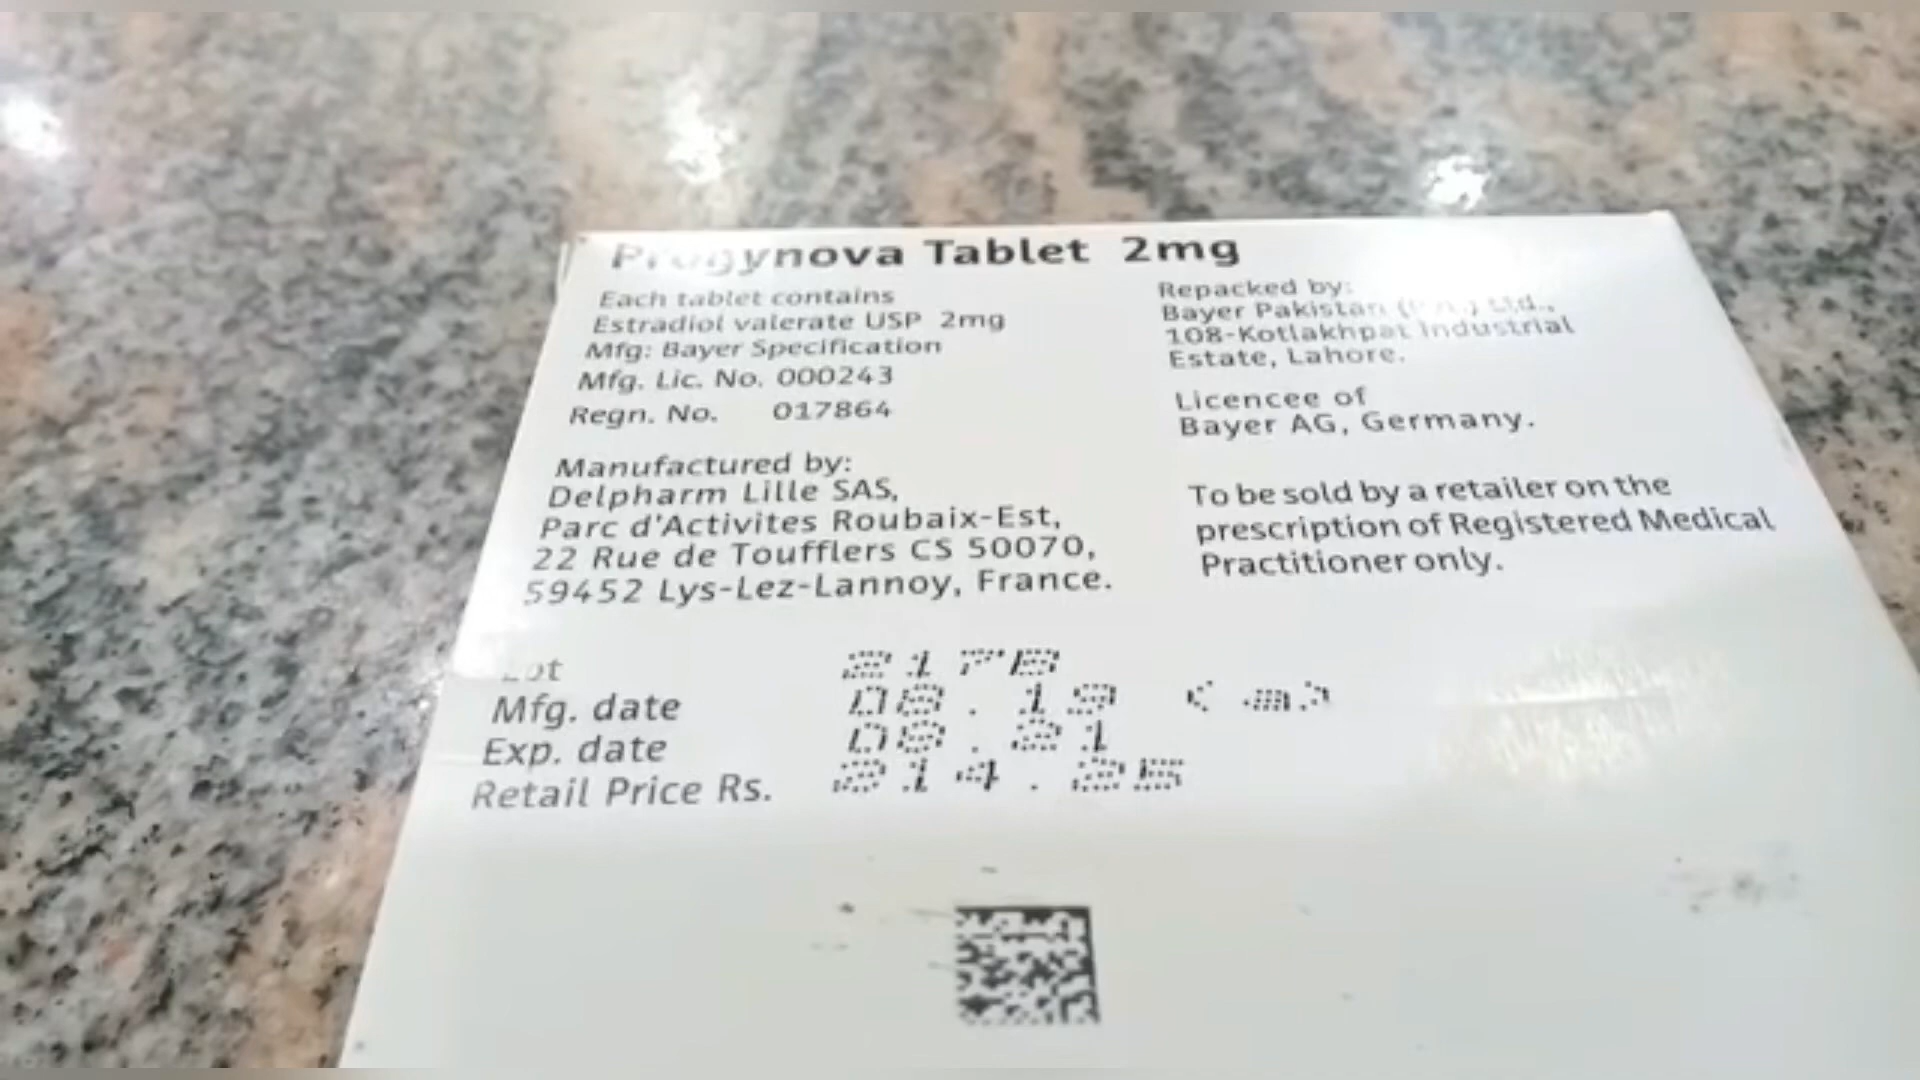 Progynova Tablet 2mg
Each tablet contains
Estradiol valerate USP 2mg
Mfg: Bayer Specification
Mfg. Lic. No. 000243
Regn. No. 017864
Manufactured by:
Delpharm Lille SAS,
Parc d'Activites Roubaix-Est,
22 Rue de Toufflers CS 50070,
59452 Lys-Lez-Lannoy, France.
Repacked by:
Bayer Pakistan Ltd.,
108-Kotlakhpat Industrial
Estate, Lahore.
Licencee of
Bayer AG, Germany.
To be sold by a retailer on the
prescription of Registered Medical
Practitioner only.
Lot 217B
Mfg. date 08.19 <m>
Exp. date
Retail Price Rs. 214.25